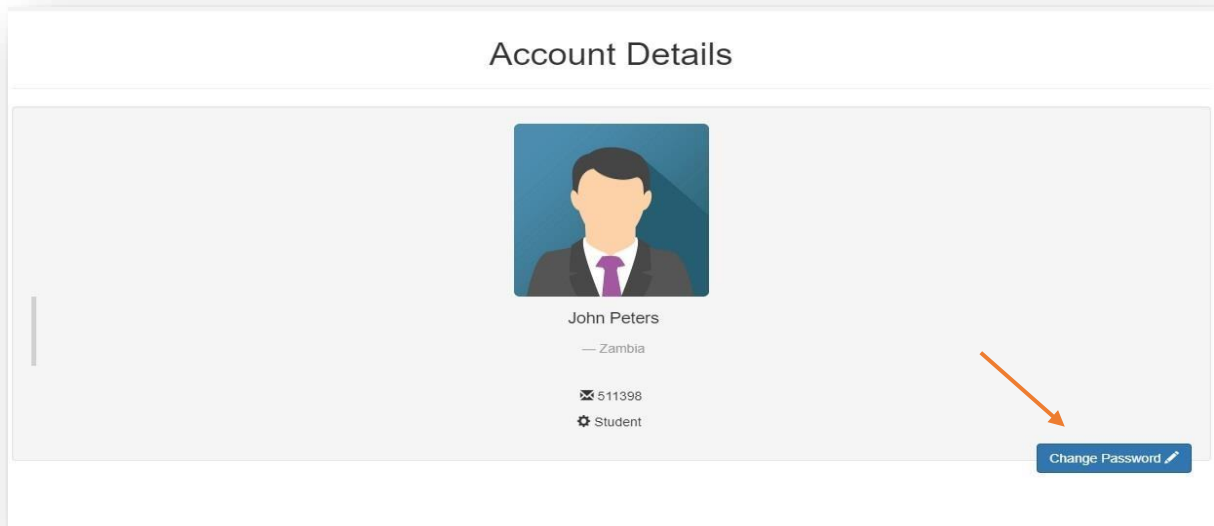 Account Details
John Peters
— Zambia
511398
Student
Change Password